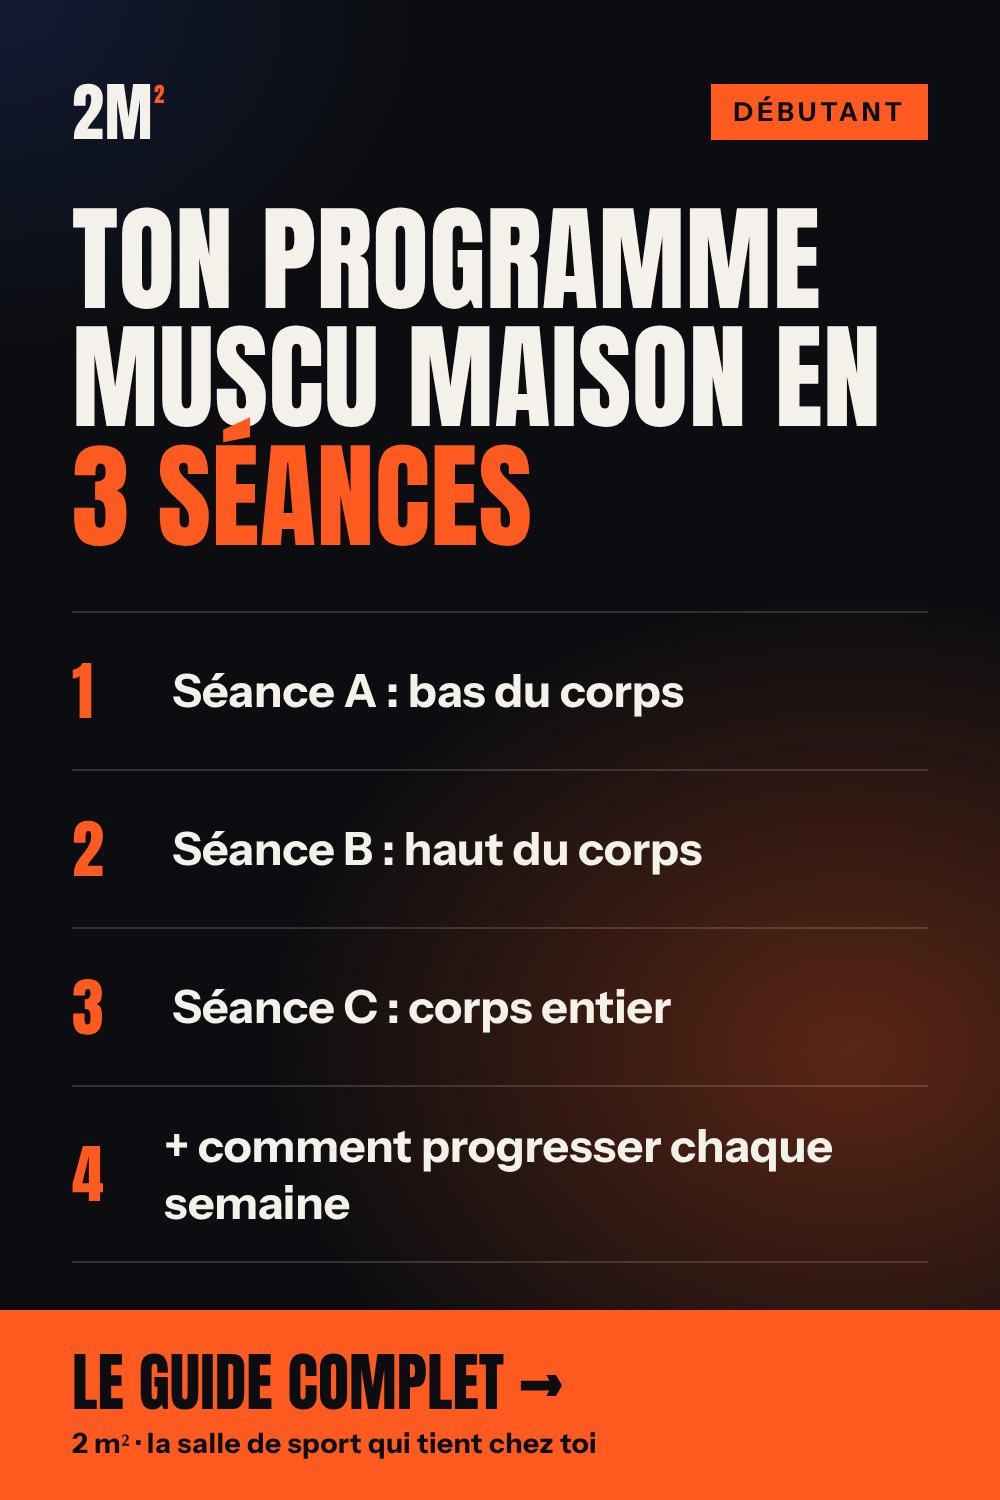 2M²
DÉBUTANT
TON PROGRAMME
MUSCU MAISON EN
3 SÉANCES
1 Séance A : bas du corps
2 Séance B : haut du corps
3 Séance C : corps entier
4 + comment progresser chaque
semaine
LE GUIDE COMPLET →
2 m² · la salle de sport qui tient chez toi